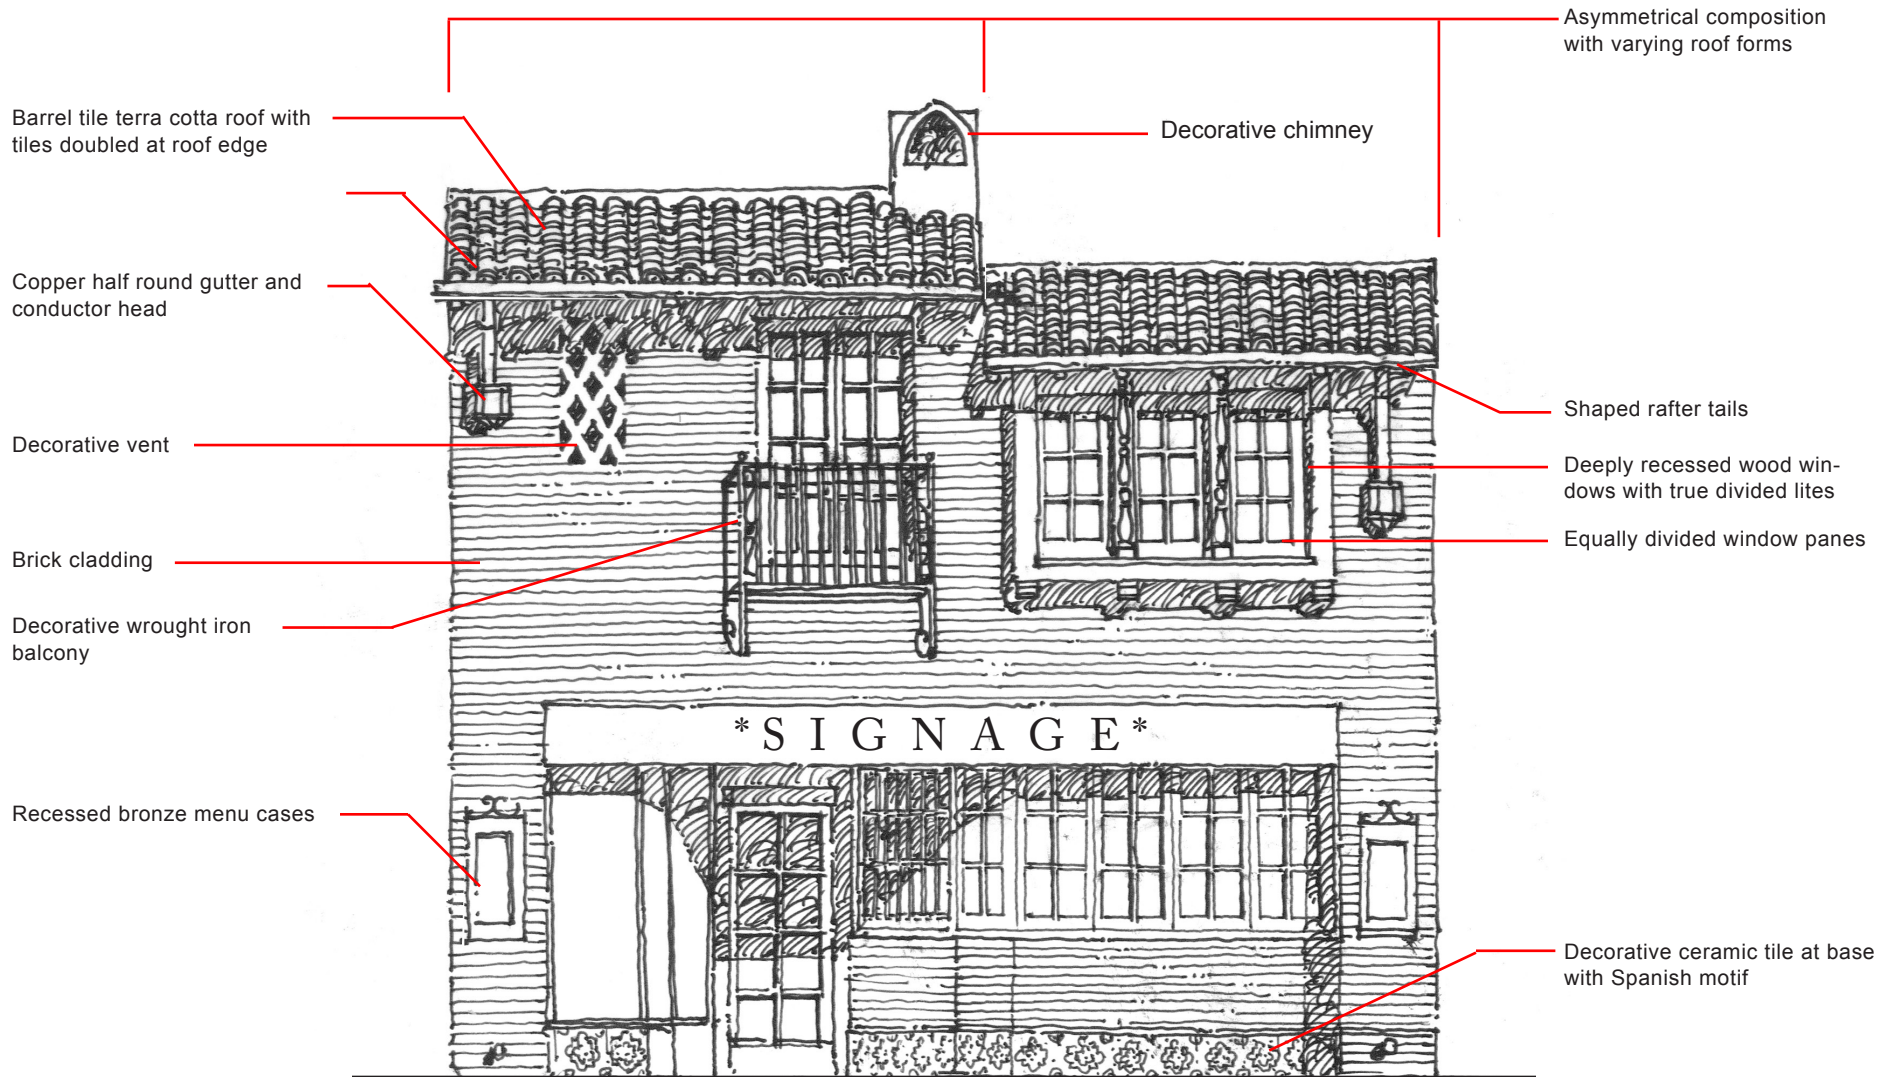 Asymmetrical composition
with varying roof forms
Barrel tile terra cotta roof with
tiles doubled at roof edge
Decorative chimney
Copper half round gutter and
conductor head
Shaped rafter tails
Decorative vent
Deeply recessed wood win-
dows with true divided lites
Equally divided window panes
Brick cladding
Decorative wrought iron
balcony
*SIGNAGE*
Recessed bronze menu cases
Decorative ceramic tile at base
with Spanish motif